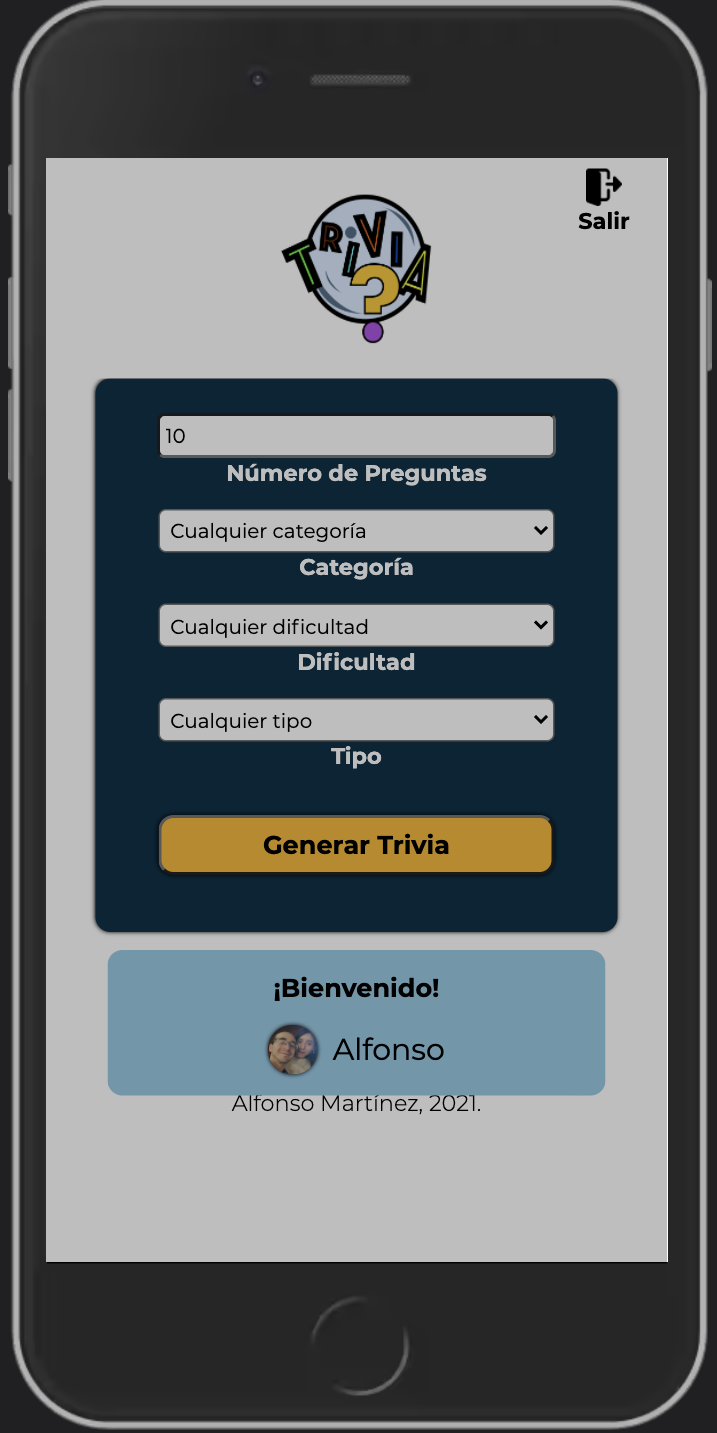 Salir
TRIVIA
?
10
Número de Preguntas
Cualquier categoría
Categoría
Cualquier dificultad
Dificultad
Cualquier tipo
Tipo
Generar Trivia
¡Bienvenido!
Alfonso
Alfonso Martínez, 2021.